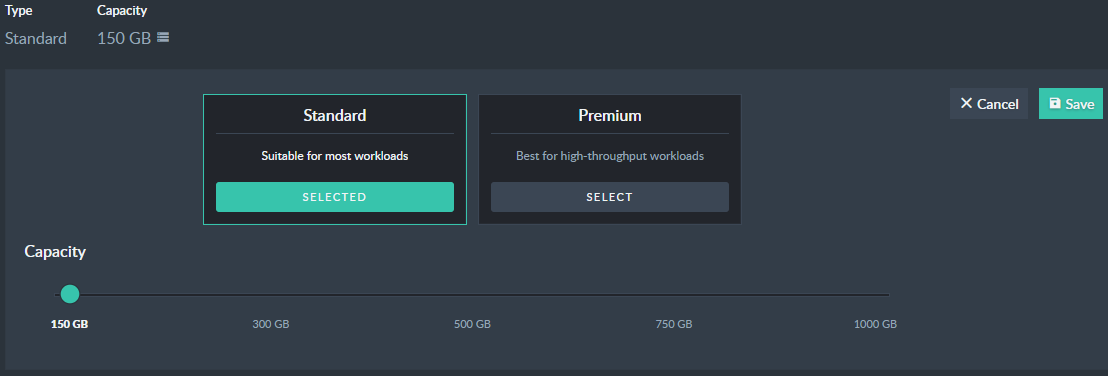 Type Capacity
Standard 150 GB
Standard Premium
Cancel Save
Suitable for most workloads Best for high-throughput workloads
SELECTED SELECT
Capacity
150 GB 300 GB 500 GB 750 GB 1000 GB